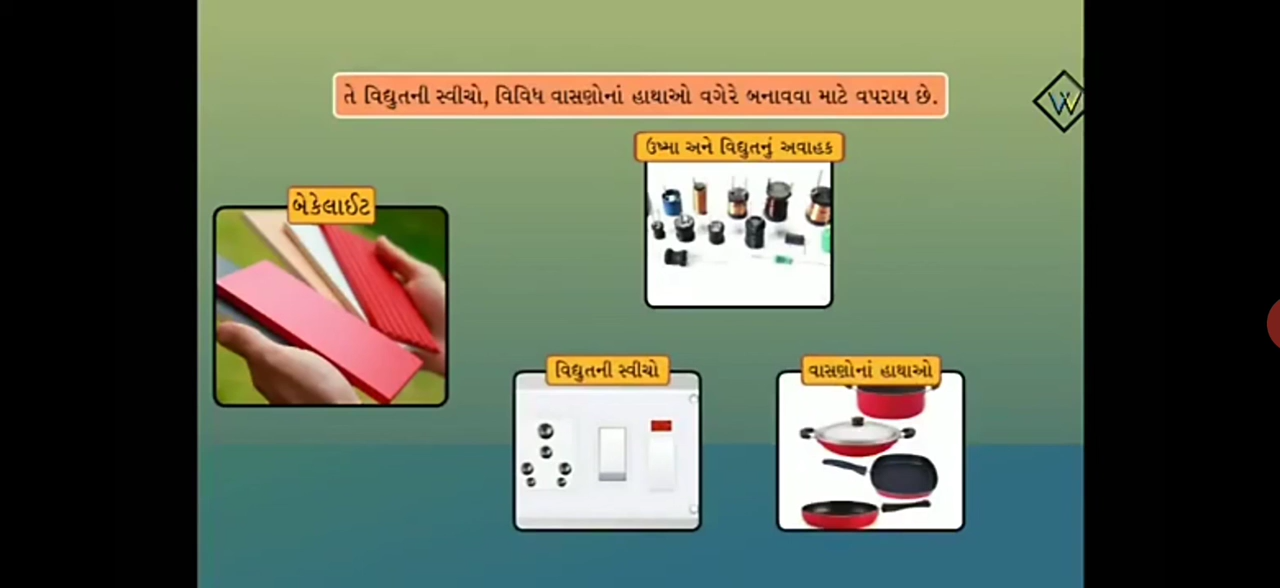 તે વિદ્યુતની સ્વીચો, વિવિધ વાસણોનાં હાથાઓ વગેરે બનાવવા માટે વપરાય છે.
W
ઉષ્મા અને વિદ્યુતનું અવાહક
બેકેલાઈટ
વિદ્યુતની સ્વીચો
વાસણોનાં હાથાઓ